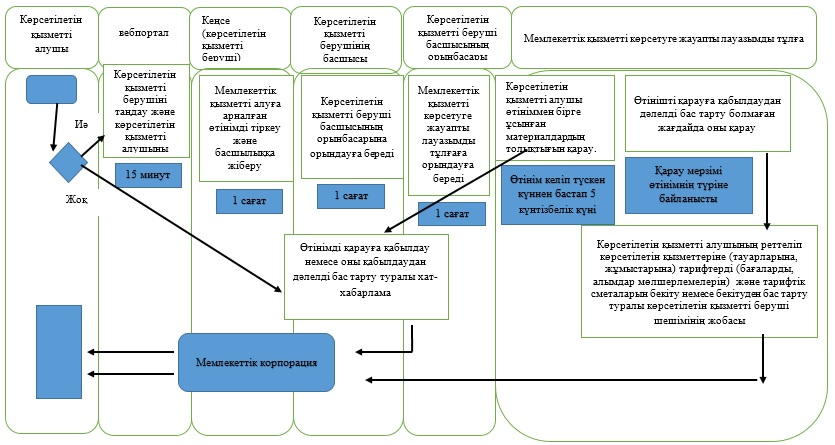 Көрсетілетін
қызметті
алушы
вебпортал
Кеңсе
(көрсетілетін
қызметті
беруші)
Көрсетілетін
қызметті
берушінің
басшысы
Көрсетілетін
қызметті беруші
басшысының
орынбасары
Мемлекеттік қызметті көрсетуге жауапты лауазымды тұлға
Иә
Жоқ
Көрсетілетін
қызметті
берушіні
таңдау және
көрсетілетін
қызметті
алушыны
15 минут
Мемлекеттік
қызметті алуға
арналған
өтінімді тіркеу
және
басшылыққа
жіберу
1 сағат
Көрсетілетін
қызметті беруші
басшысының
орынбасарына
орындауға береді
1 сағат
Мемлекеттік
қызметті
көрсетуге
жауапты
лауазымды
тұлғаға
орындауға
береді
1 сағат
Көрсетілетін
қызметті алушы
өтініммен бірге
ұсынған
материалдардың
толықтығын қарау.
Өтінім келіп түскен
күннен бастап 5
күнтізбелік күні
Өтінішті қарауға қабылдаудан
дәлелді бас тарту болмаған
жағдайда оны қарау
Қарау мерзімі
өтінімнің түріне
байланысты
Өтінімді қарауға қабылдау
немесе оны қабылдаудан
дәлелді бас тарту туралы хат-
хабарлама
Көрсетілетін қызметті алушының реттеліп
көрсетілетін қызметтеріне (тауарларына,
жұмыстарына) тарифтерді (бағаларды,
алымдар мөлшерлемелерін) және тарифтік
сметаларын бекіту немесе бекітуден бас тарту
туралы көрсетілетін қызметті беруші
шешімінің жобасы
Мемлекеттік корпорация